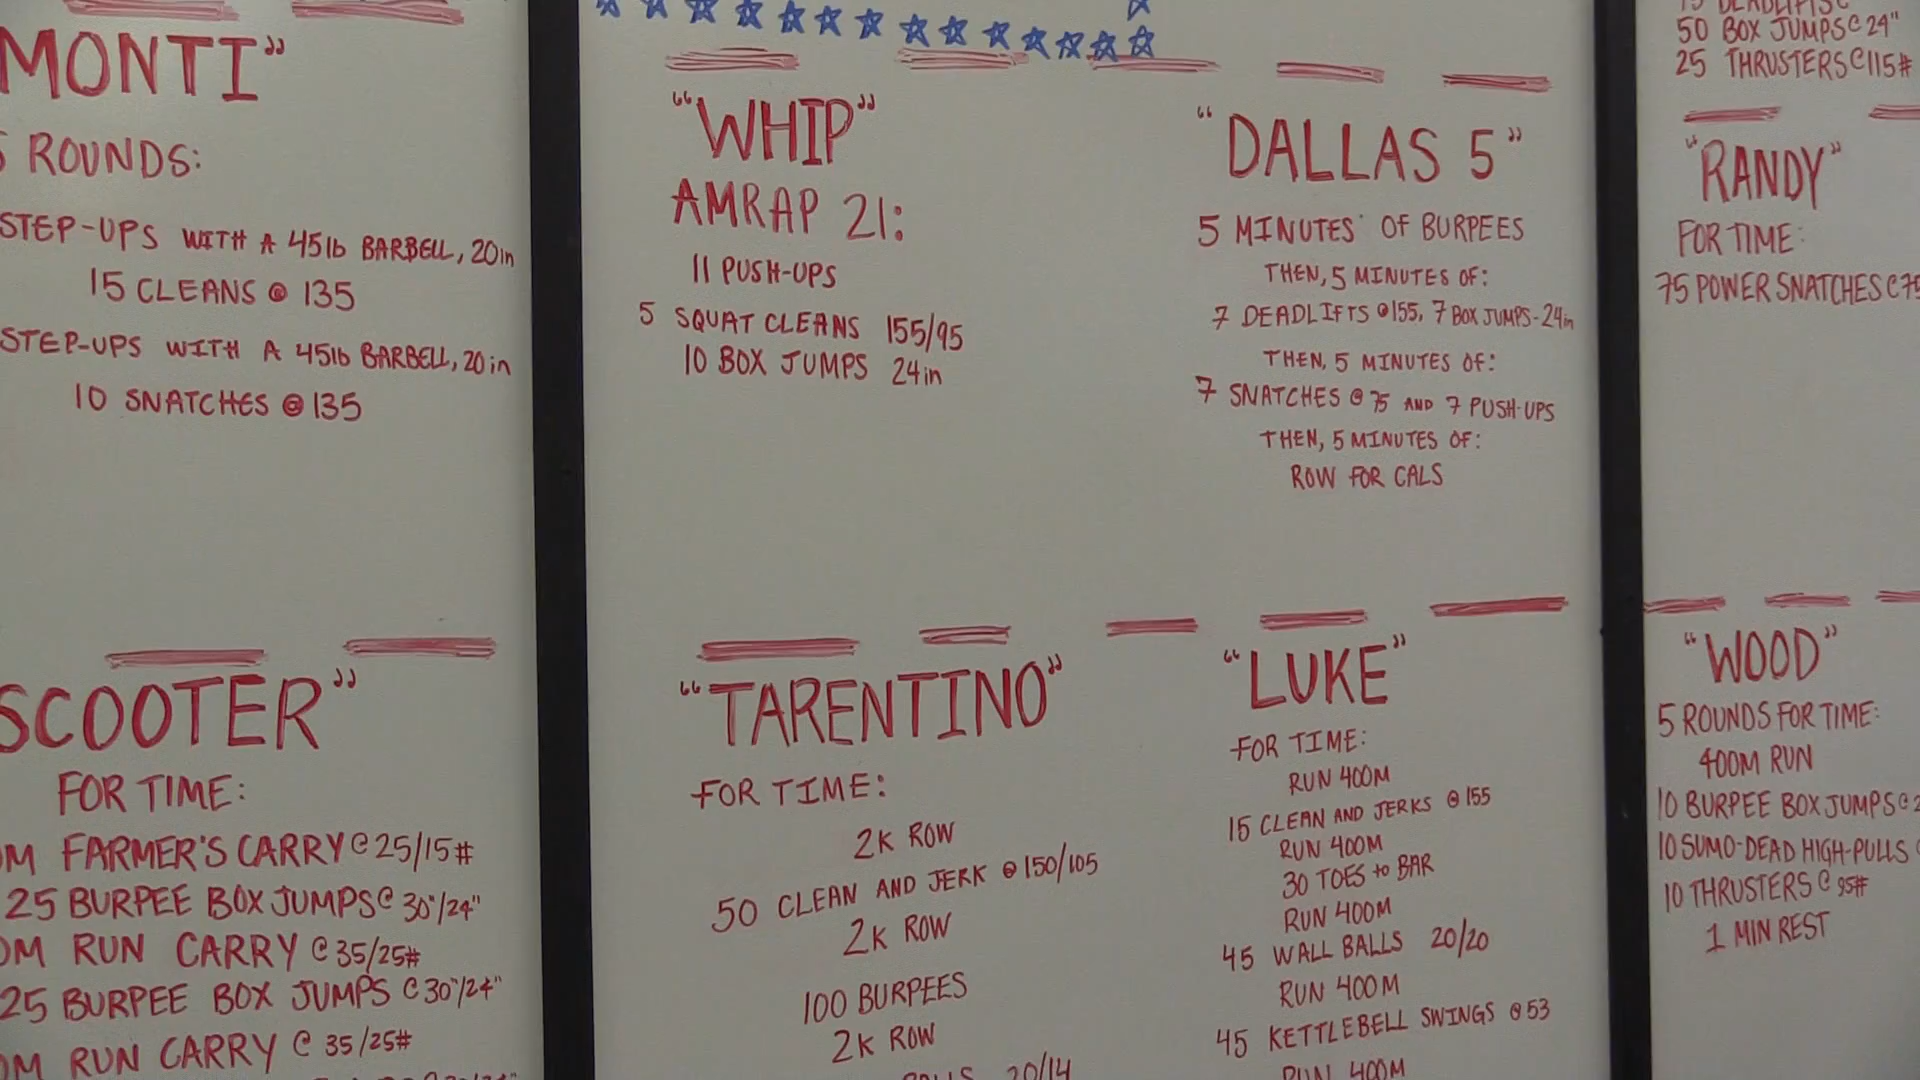 MONTI"
ROUNDS:
STEP-UPS WITH A 45lb BARBELL, 20in
15 CLEANS @ 135
STEP-UPS WITH A 45lb BARBELL, 20in
10 SNATCHES @ 135
SCOOTER"
FOR TIME:
M FARMER'S CARRY @ 25/15#
25 BURPEE BOX JUMPS @ 30"/24"
M RUN CARRY @ 35/25#
25 BURPEE BOX JUMPS @ 30"/24"
M RUN CARRY @ 35/25#
"WHIP"
AMRAP 21:
11 PUSH-UPS
5 SQUAT CLEANS 155/95
10 BOX JUMPS 24in
"DALLAS 5"
5 MINUTES OF BURPEES
THEN, 5 MINUTES OF:
7 DEADLIFTS @155, 7 BOX JUMPS-24in
THEN, 5 MINUTES OF:
7 SNATCHES @ 75 AND 7 PUSH-UPS
THEN, 5 MINUTES OF:
ROW FOR CALS
"TARENTINO"
FOR TIME:
2K ROW
50 CLEAN AND JERK @ 150/105
2K ROW
100 BURPEES
2K ROW
20/14
"LUKE"
FOR TIME:
RUN 400M
15 CLEAN AND JERKS @ 155
RUN 400M
30 TOES to BAR
RUN 400M
45 WALL BALLS 20/20
RUN 400M
45 KETTLEBELL SWINGS @ 53
RUN 400M
DEADLIFTS @
50 BOX JUMPS @ 24"
25 THRUSTERS @ 115#
"RANDY"
FOR TIME:
75 POWER SNATCHES @ 75
"WOOD"
5 ROUNDS FOR TIME:
400M RUN
10 BURPEE BOX JUMPS @ 2
10 SUMO-DEAD HIGH-PULLS @
10 THRUSTERS @ 95#
1 MIN REST